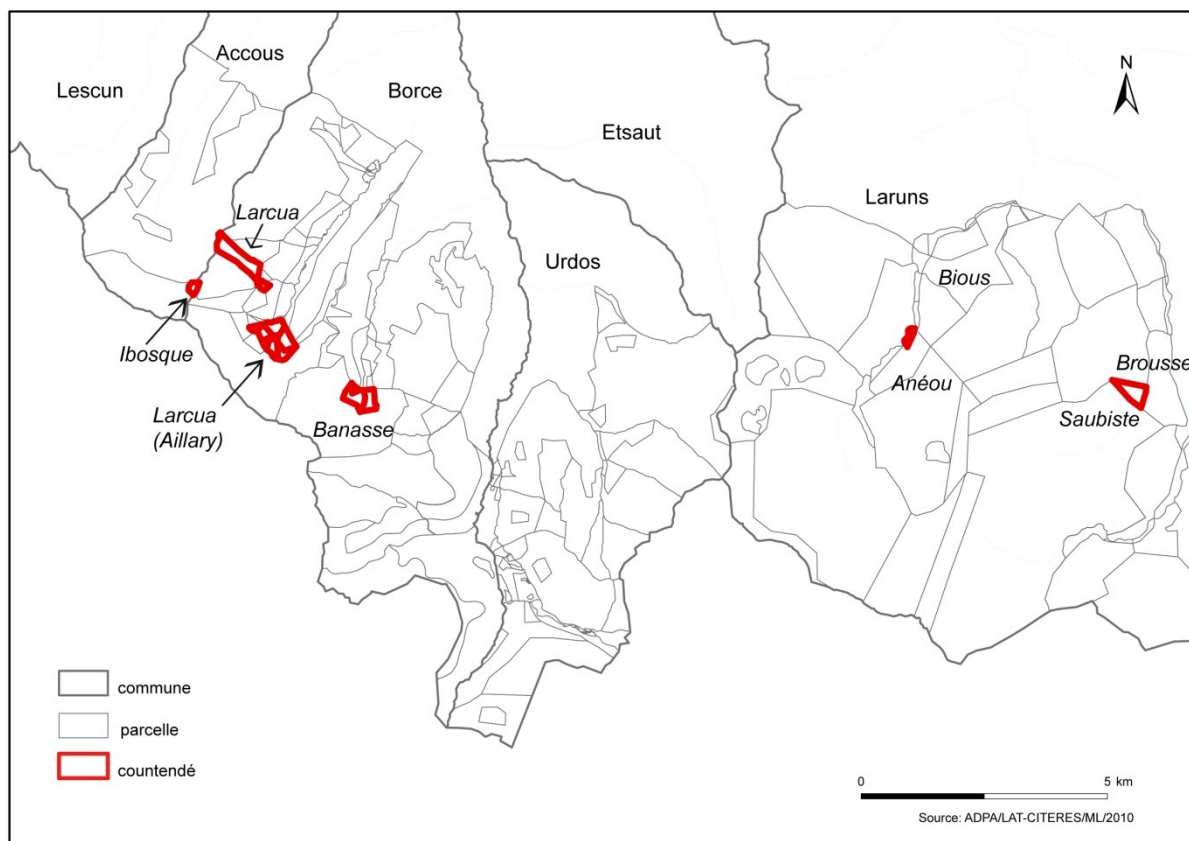 Accous
Lescun
Borce
N
Etsaut
Laruns
Larcua
Urdos
Bious
Ibosque
Anéou
Brousse
Larcua
(Aillary)
Banasse
Saubiste
commune
parcelle
countendé
0 5 km
Source: ADPA/LAT-CITERES/ML/2010